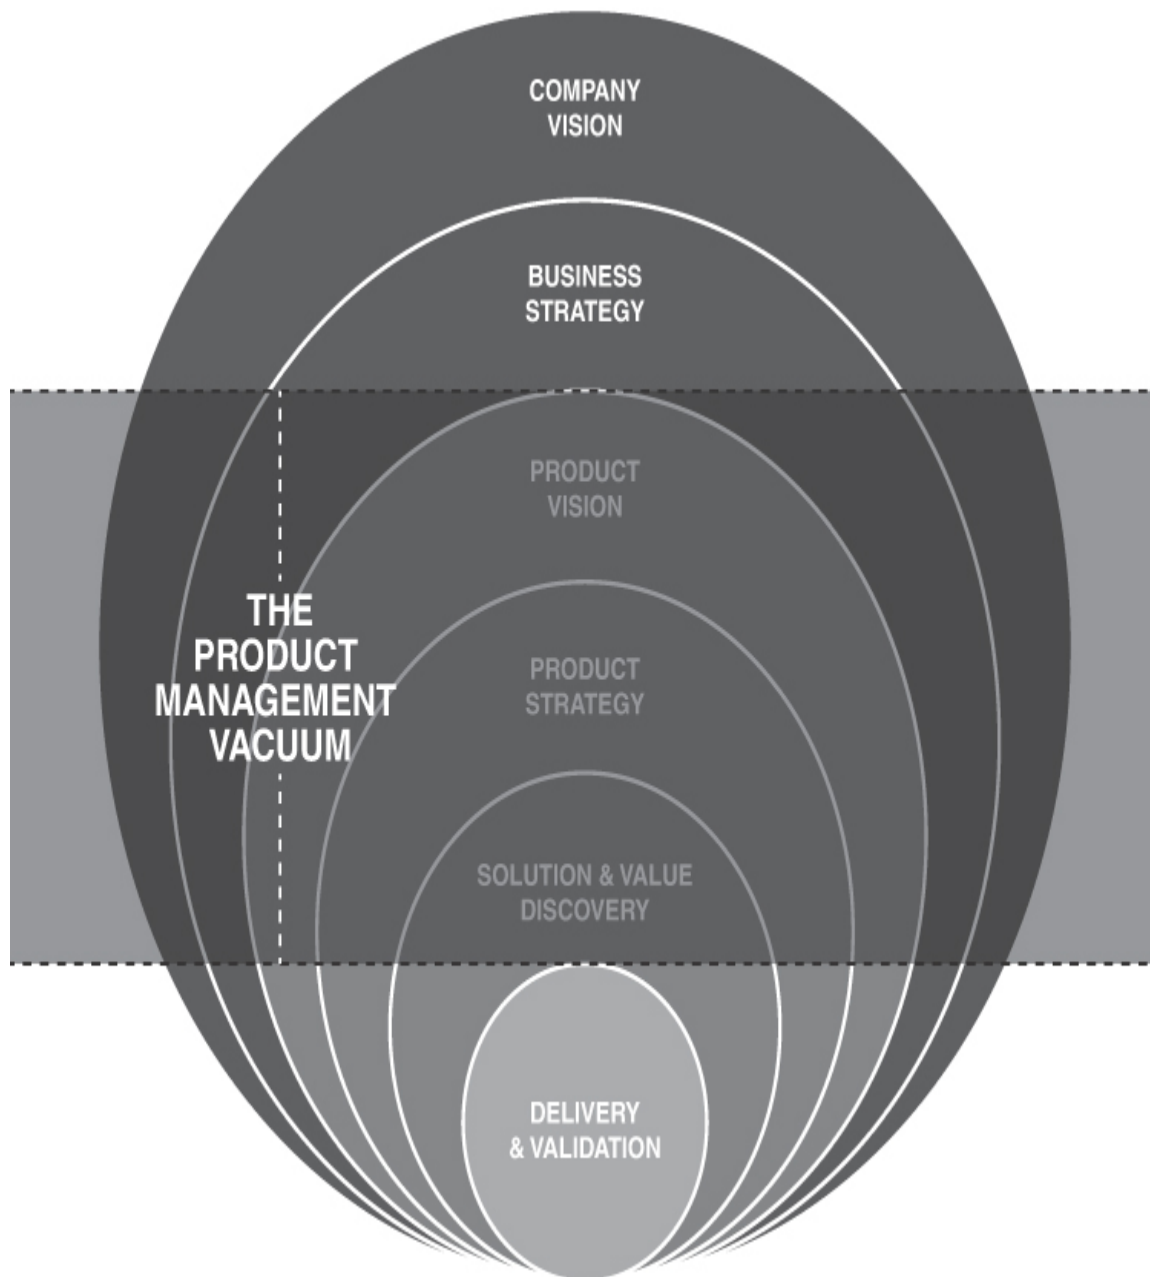 COMPANY
VISION
BUSINESS
STRATEGY
PRODUCT
VISION
THE
PRODUCT
MANAGEMENT
VACUUM
PRODUCT
STRATEGY
SOLUTION & VALUE
DISCOVERY
DELIVERY
& VALIDATION